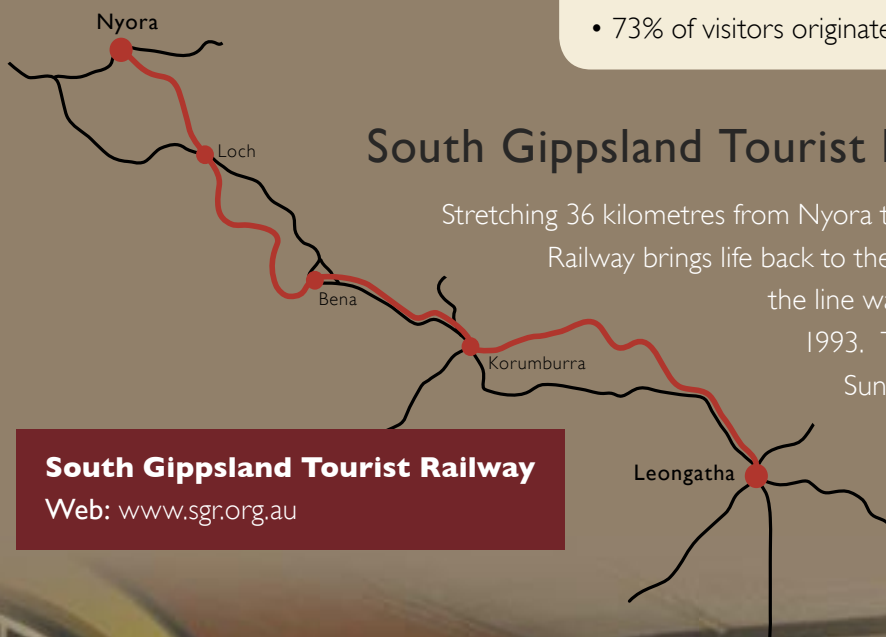 • 73% of visitors originate
South Gippsland Tourist
Stretching 36 kilometres from Nyora
Railway brings life back to the
the line
1993.
Sun
Nyora
Loch
Bena
Korumburra
Leongatha
South Gippsland Tourist Railway
Web: www.sgr.org.au